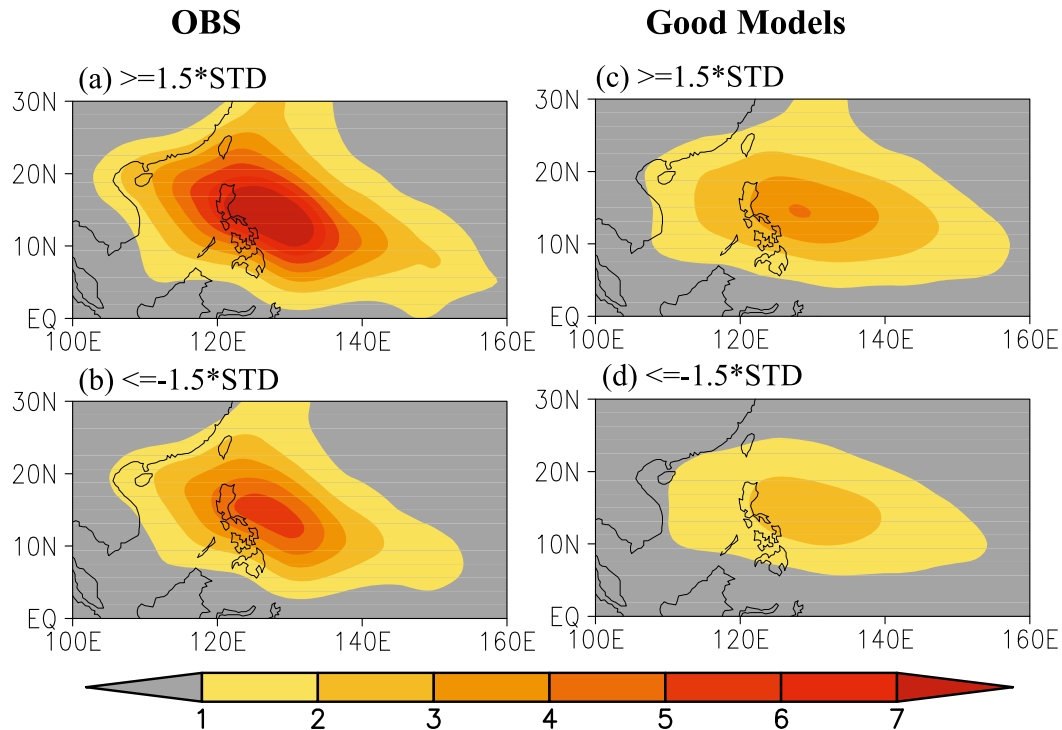 OBS
Good Models
(a) >=1.5*STD
(c) >=1.5*STD
30N
20N
10N
EQ
100E 120E 140E 160E
30N
20N
10N
EQ
100E 120E 140E 160E
(b) <=-1.5*STD
(d) <=-1.5*STD
30N
20N
10N
EQ
100E 120E 140E 160E
30N
20N
10N
EQ
100E 120E 140E 160E
1 2 3 4 5 6 7